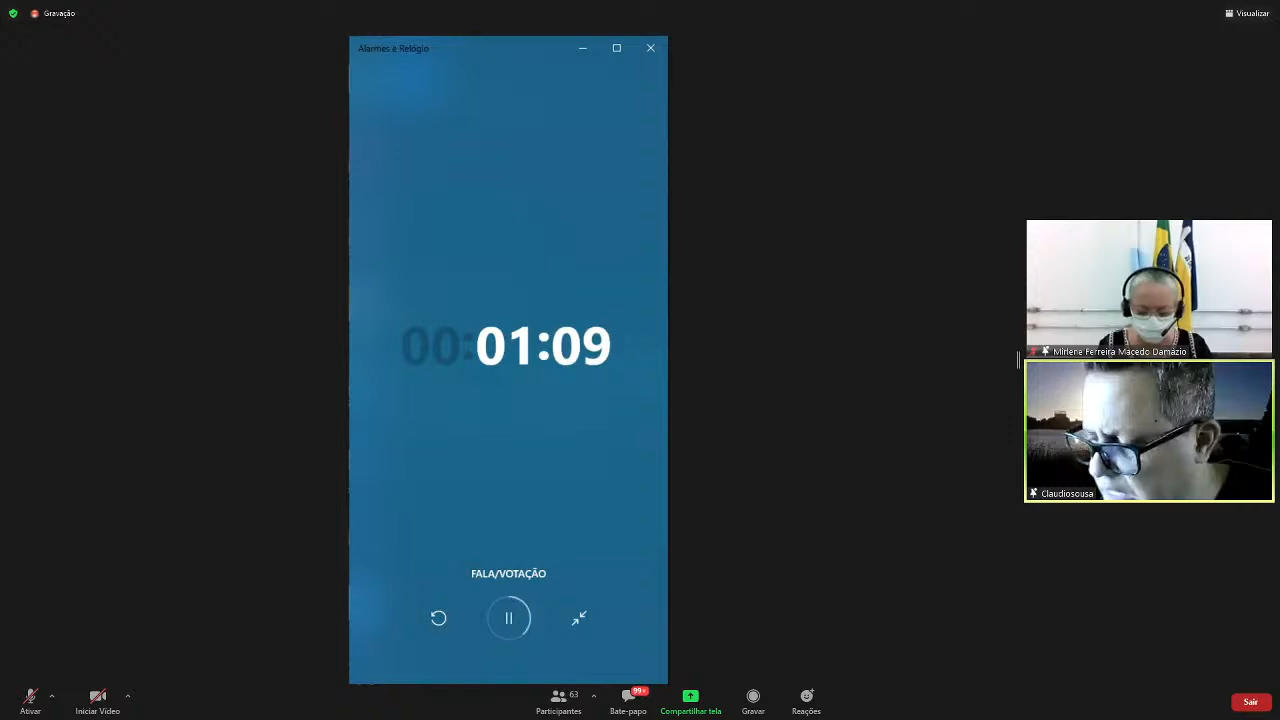 Gravação
Visualizar
Alarmes e Relógio
00:01:09
FALA/VOTAÇÃO
Mirlene Ferreira Macedo Damázio
Claudiosousa
63
99+
Ativar
Iniciar Vídeo
Participantes
Bate-papo
Compartilhar tela
Gravar
Reações
Sair